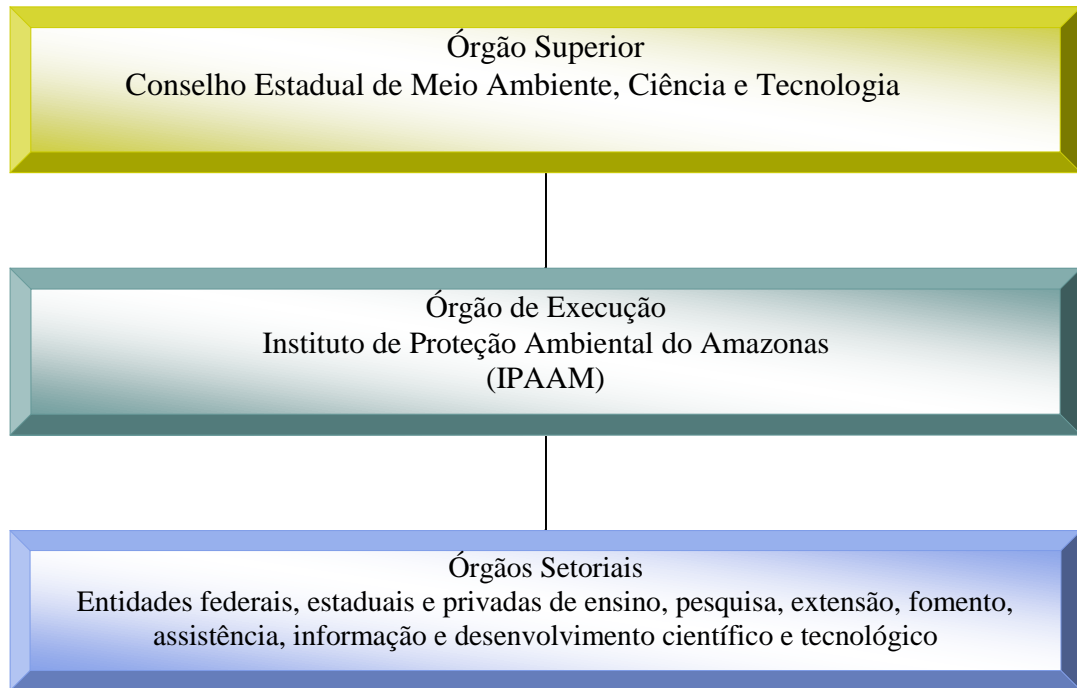 Órgão Superior
Conselho Estadual de Meio Ambiente, Ciência e Tecnologia
Órgão de Execução
Instituto de Proteção Ambiental do Amazonas
(IPAAM)
Órgãos Setoriais
Entidades federais, estaduais e privadas de ensino, pesquisa, extensão, fomento,
assistência, informação e desenvolvimento científico e tecnológico